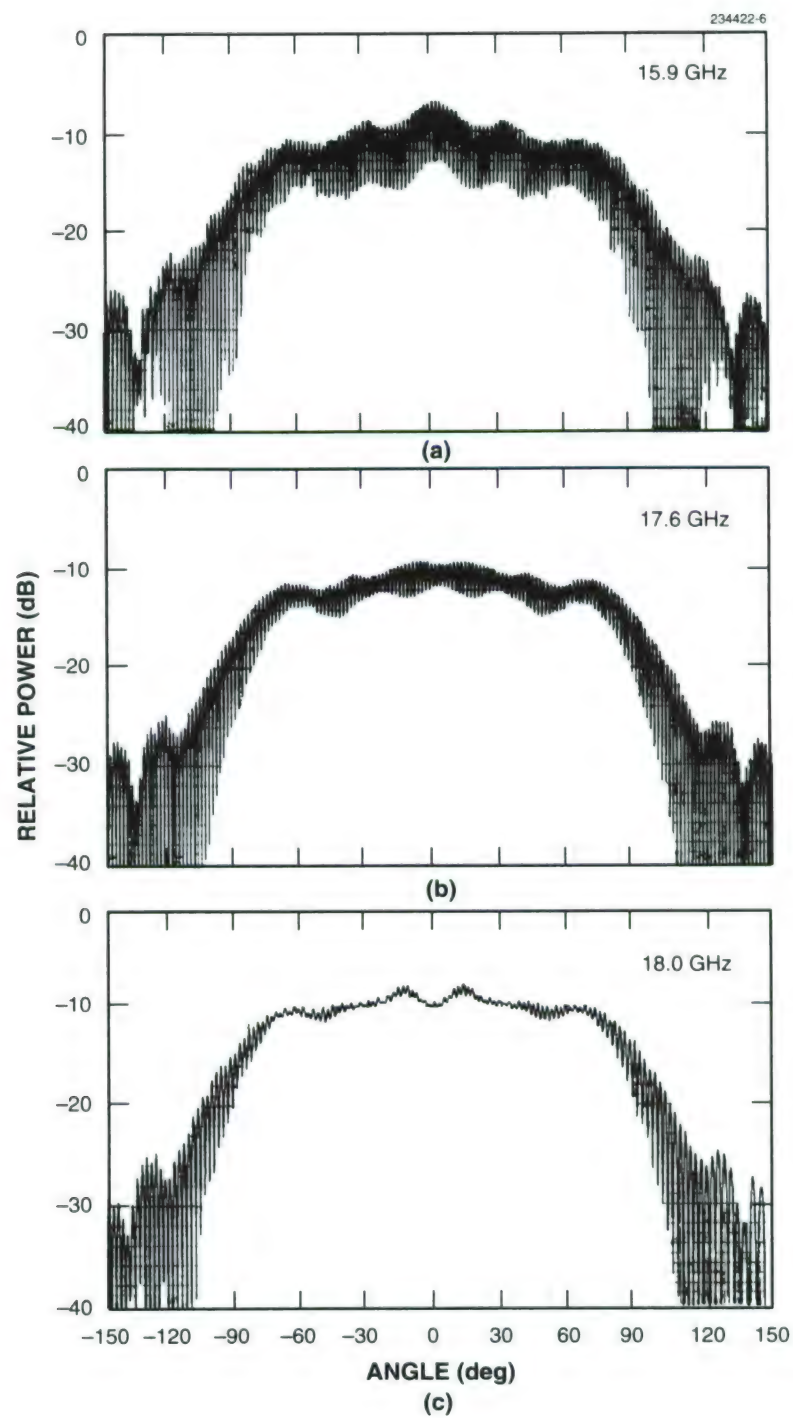 234422-6
0
15.9 GHz
−10
−20
−30
−40
(a)
0
17.6 GHz
−10
−20
−30
−40
(b)
RELATIVE POWER (dB)
0
18.0 GHz
−10
−20
−30
−40
−150 −120 −90 −60 −30 0 30 60 90 120 150
ANGLE (deg)
(c)